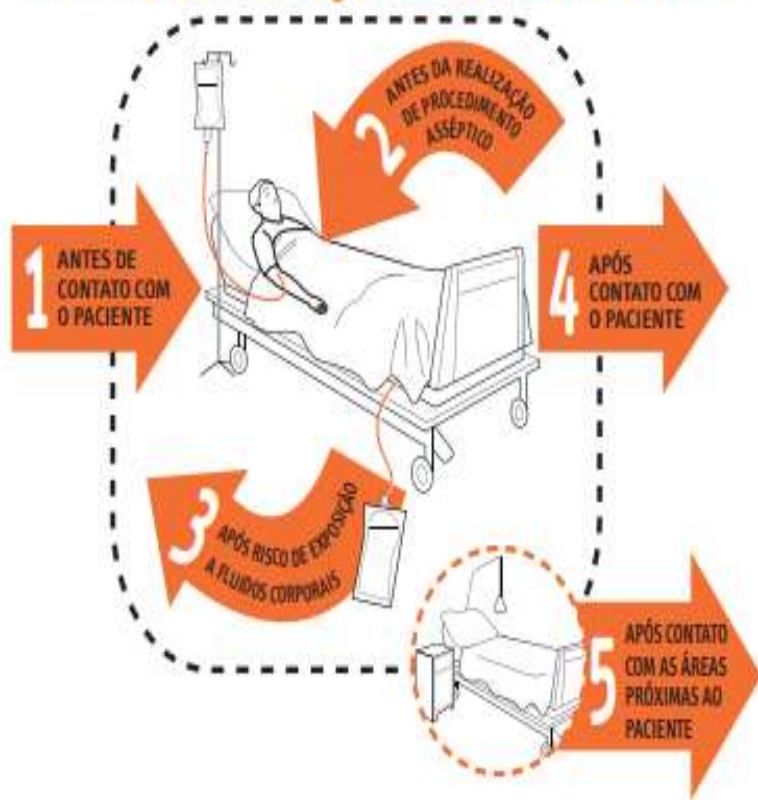 1
ANTES DE
CONTATO COM
O PACIENTE
2
ANTES DA REALIZAÇÃO
DE PROCEDIMENTO
ASSÉPTICO
3
APÓS RISCO DE EXPOSIÇÃO
A FLUIDOS CORPORAIS
4
APÓS
CONTATO COM
O PACIENTE
5
APÓS CONTATO
COM AS ÁREAS
PRÓXIMAS AO
PACIENTE